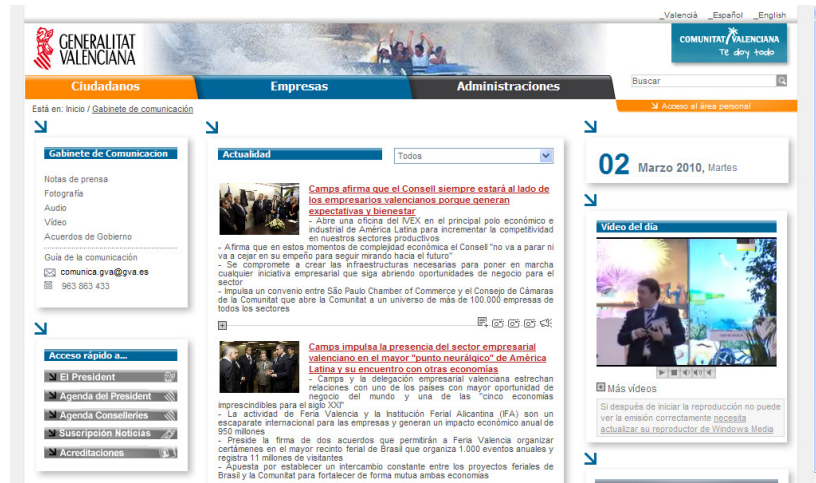 _Valencià _Español _English
GENERALITAT
VALENCIANA
COMUNITAT VALENCIANA
Te doy todo
Ciudadanos
Empresas
Administraciones
Buscar
Acceso al área personal
Está en: Inicio / Gabinete de comunicación
Gabinete de Comunicacion
Notas de prensa
Fotografía
Audio
Vídeo
Acuerdos de Gobierno
Guía de la comunicación
comunica.gva@gva.es
963 863 433
Acceso rápido a...
El President
Agenda del President
Agenda Conselleries
Suscripción Noticias
Acreditaciones
Actualidad
Todos
Camps afirma que el Consell siempre estará al lado de
los empresarios valencianos porque generan
expectativas y bienestar
- Abre una oficina del IVEX en el principal polo económico e
industrial de América Latina para incrementar la competitividad
en nuestros sectores productivos
- Afirma que en estos momentos de complejidad económica el Consell "no va a parar ni
va a cejar en su empeño para seguir mirando hacia el futuro"
- Se compromete a crear las infraestructuras necesarias para poner en marcha
cualquier iniciativa empresarial que siga abriendo oportunidades de negocio para el
sector
- Impulsa un convenio entre São Paulo Chamber of Commerce y el Consejo de Cámaras
de la Comunitat que abre la Comunitat a un universo de más de 100.000 empresas de
todos los sectores
Camps impulsa la presencia del sector empresarial
valenciano en el mayor "punto neurálgico" de América
Latina y su encuentro con otras economías
- Camps y la delegación empresarial valenciana estrechan
relaciones con uno de los países con mayor oportunidad de
negocio del mundo y una de las "cinco economías
imprescindibles para el siglo XXI"
- La actividad de Feria Valencia y la Institución Ferial Alicantina (IFA) son un
escaparate internacional para las empresas y generan un impacto económico anual de
950 millones
- Preside la firma de dos acuerdos que permitirán a Feria Valencia organizar
certámenes en el mayor recinto ferial de Brasil que organiza 1.000 eventos anuales y
registra 11 millones de visitantes
- Apuesta por establecer un intercambio constante entre los proyectos feriales de
Brasil y la Comunitat para fortalecer de forma mutua ambas economías
02 Marzo 2010, Martes
Vídeo del día
Más vídeos
Si después de iniciar la reproducción no puede
ver la emisión correctamente necesita
actualizar su reproductor de Windows Media